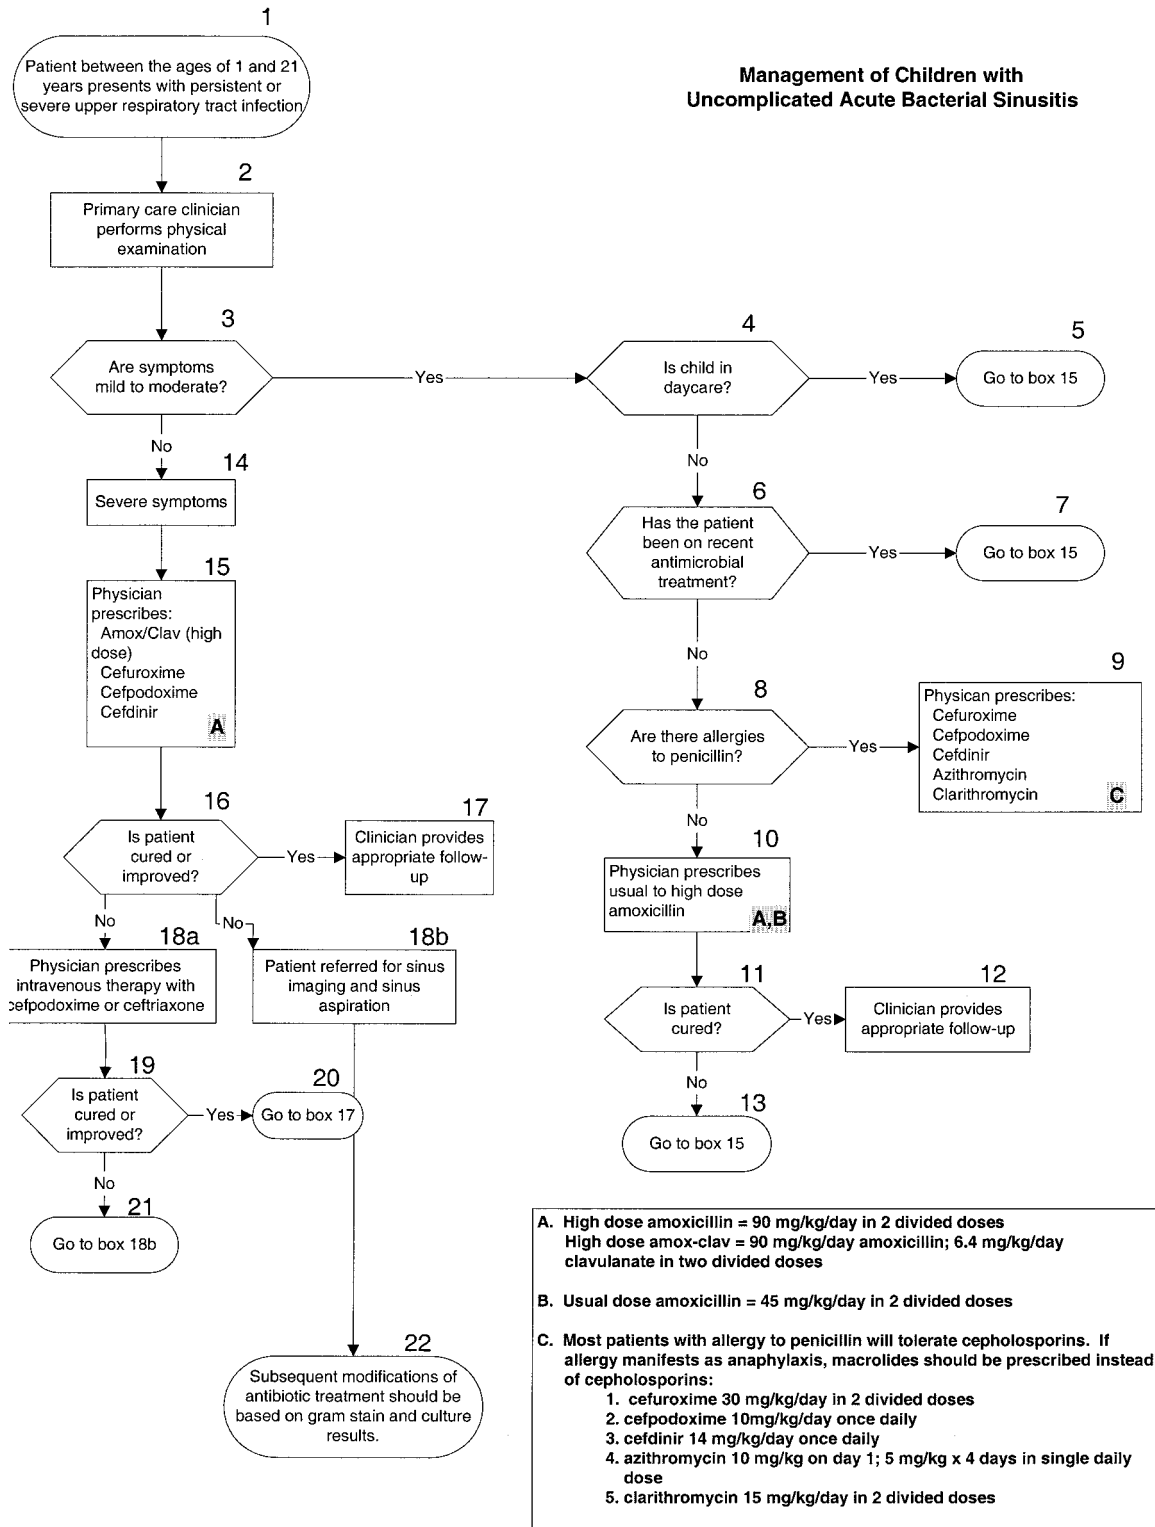 1
Patient between the ages of 1 and 21
years presents with persistent or
severe upper respiratory tract infection
Management of Children with
Uncomplicated Acute Bacterial Sinusitis
2
Primary care clinician
performs physical
examination
3
Are symptoms
mild to moderate?
Yes
4
Is child in
daycare?
Yes
5
Go to box 15
No
14
Severe symptoms
No
6
Has the patient
been on recent
antimicrobial
treatment?
Yes
7
Go to box 15
15
Physician
prescribes:
Amox/Clav (high
dose)
Cefuroxime
Cefpodoxime
Cefdinir
A
No
8
Are there allergies
to penicillin?
Yes
9
Physican prescribes:
Cefuroxime
Cefpodoxime
Cefdinir
Azithromycin
Clarithromycin
C
16
Is patient
cured or
improved?
Yes
17
Clinician provides
appropriate follow-
up
No
10
Physician prescribes
usual to high dose
amoxicillin
A,B
No
No
18a
Physician prescribes
intravenous therapy with
cefpodoxime or ceftriaxone
18b
Patient referred for sinus
imaging and sinus
aspiration
11
Is patient
cured?
Yes
12
Clinician provides
appropriate follow-up
19
Is patient
cured or
improved?
Yes
20
Go to box 17
No
13
Go to box 15
No
21
Go to box 18b
22
Subsequent modifications of
antibiotic treatment should be
based on gram stain and culture
results.
A. High dose amoxicillin = 90 mg/kg/day in 2 divided doses
High dose amox-clav = 90 mg/kg/day amoxicillin; 6.4 mg/kg/day
clavulanate in two divided doses
B. Usual dose amoxicillin = 45 mg/kg/day in 2 divided doses
C. Most patients with allergy to penicillin will tolerate cepholosporins. If
allergy manifests as anaphylaxis, macrolides should be prescribed instead
of cepholosporins:
1. cefuroxime 30 mg/kg/day in 2 divided doses
2. cefpodoxime 10mg/kg/day once daily
3. cefdinir 14 mg/kg/day once daily
4. azithromycin 10 mg/kg on day 1; 5 mg/kg x 4 days in single daily
dose
5. clarithromycin 15 mg/kg/day in 2 divided doses